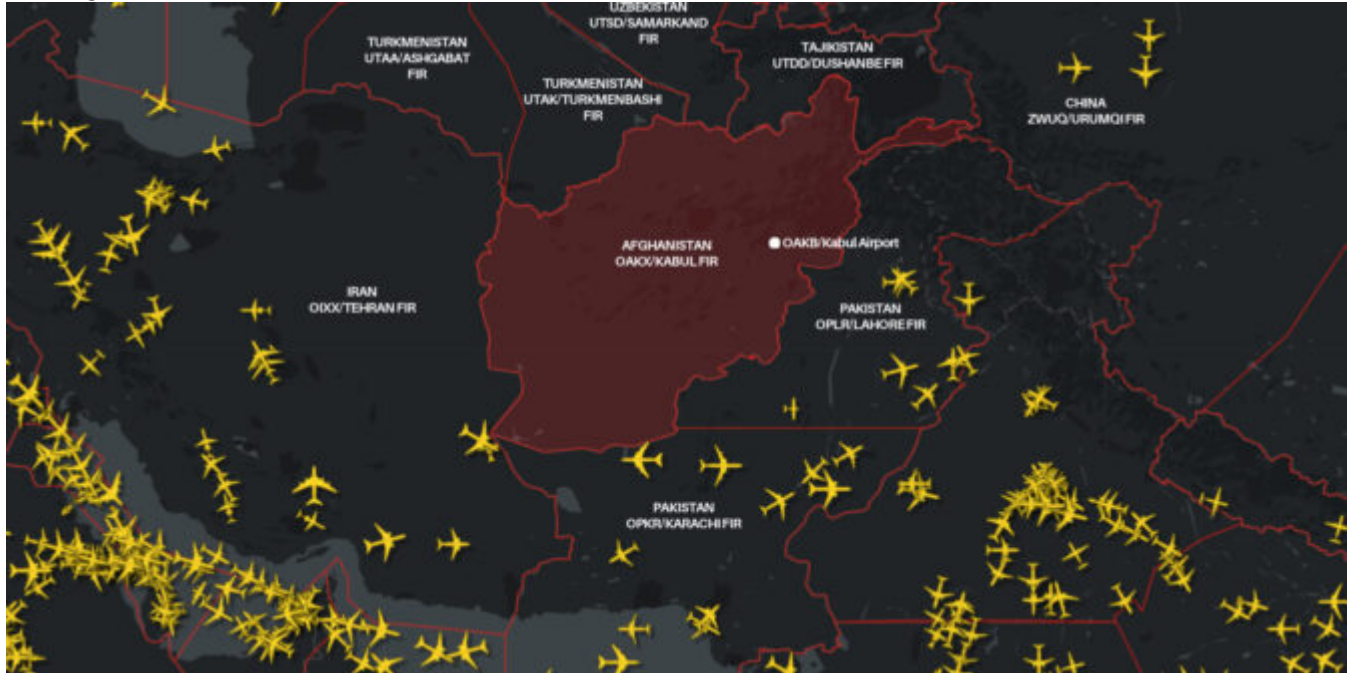 UZBEKISTAN
UTSD/SAMARKAND
FIR
TURKMENISTAN
UTAA/ASHGABAT
FIR
TAJIKISTAN
UTDD/DUSHANBE FIR
TURKMENISTAN
UTAK/TURKMENBASHI
FIR
CHINA
ZWUQ/URUMQI FIR
AFGHANISTAN
OAKX/KABUL FIR
OAKB/Kabul Airport
IRAN
OIXX/TEHRAN FIR
PAKISTAN
OPLR/LAHORE FIR
PAKISTAN
OPKR/KARACHI FIR